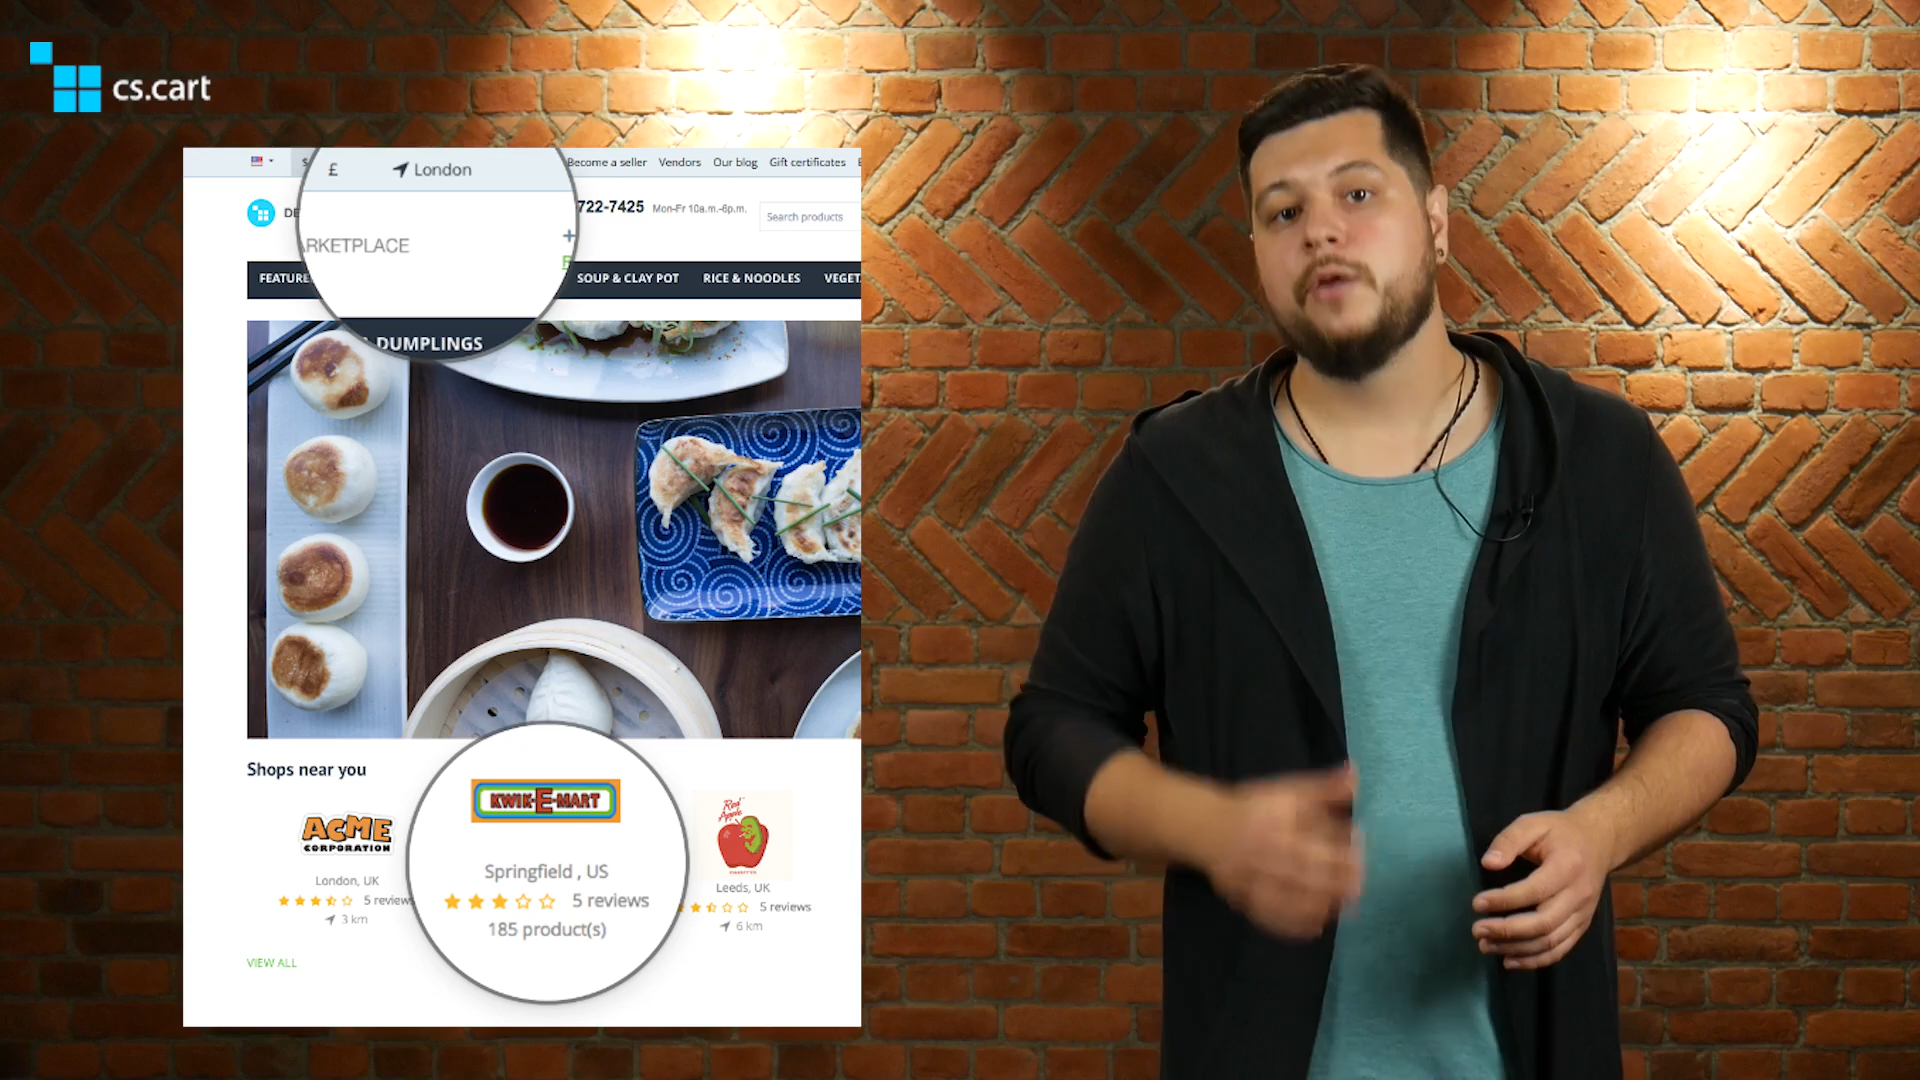 cs.cart
£ London
Become a seller Vendors Our blog Gift certificates
722-7425 Mon-Fr 10a.m.-6p.m. Search products
RKETPLACE
FEATURE SOUP & CLAY POT RICE & NOODLES VEGET
DUMPLINGS
Shops near you
ACME
CORPORATION
London, UK
5 reviews
3 km
KWIK-E-MART
Springfield , US
5 reviews
185 product(s)
Red Apple
Leeds, UK
5 reviews
6 km
VIEW ALL